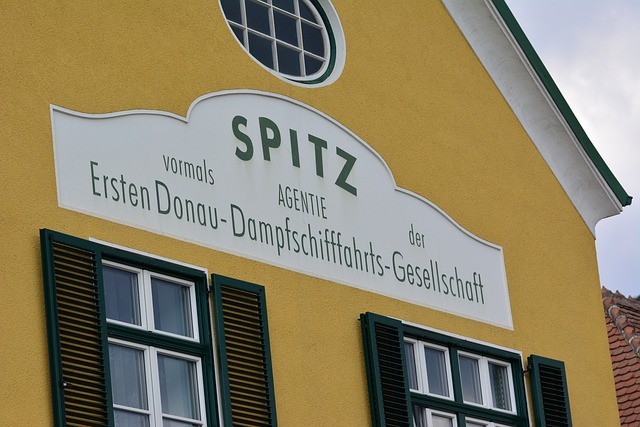 SPITZ
vormals AGENTIE der
Ersten Donau-Dampfschifffahrts-Gesellschaft